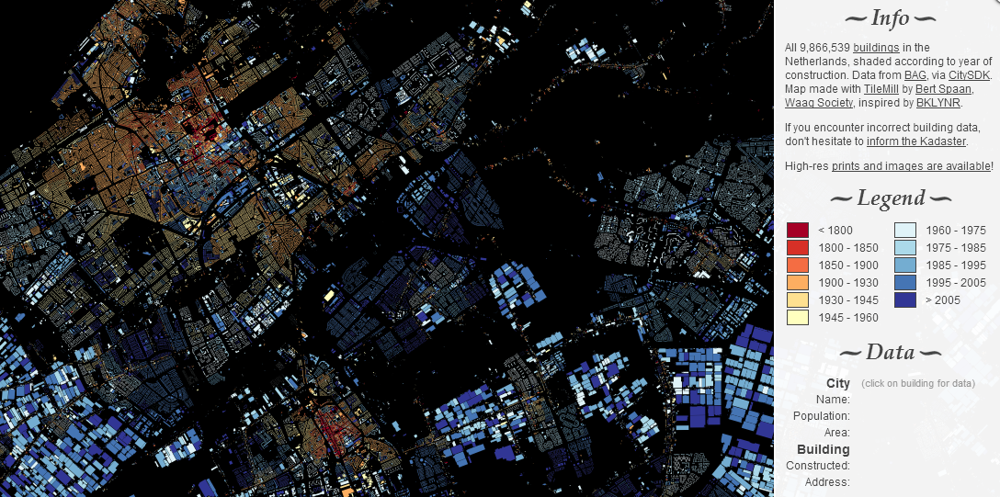 Info
All 9,866,539 buildings in the
Netherlands, shaded according to year of
construction. Data from BAG, via CitySDK.
Map made with TileMill by Bert Spaan,
Waag Society, inspired by BKLYNR.
If you encounter incorrect building data,
don't hesitate to inform the Kadaster.
High-res prints and images are available!
Legend
< 1800
1800 - 1850
1850 - 1900
1900 - 1930
1930 - 1945
1945 - 1960
1960 - 1975
1975 - 1985
1985 - 1995
1995 - 2005
> 2005
Data
City (click on building for data)
Name:
Population:
Area:
Building
Constructed:
Address: